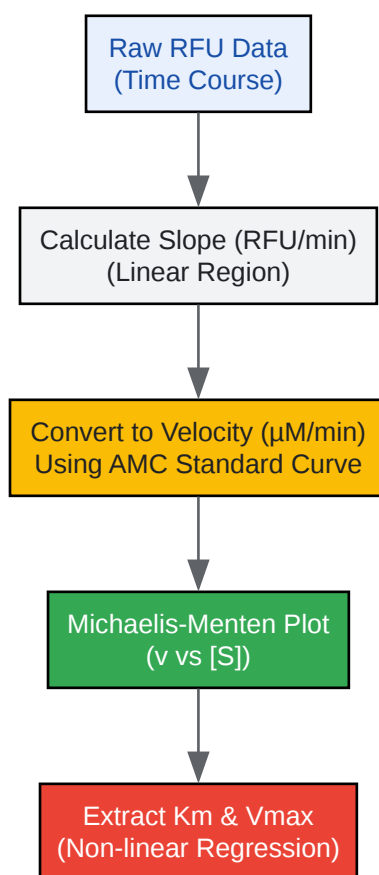 Raw RFU Data
(Time Course)
Calculate Slope (RFU/min)
(Linear Region)
Convert to Velocity (µM/min)
Using AMC Standard Curve
Michaelis-Menten Plot
(v vs [S])
Extract Km & Vmax
(Non-linear Regression)